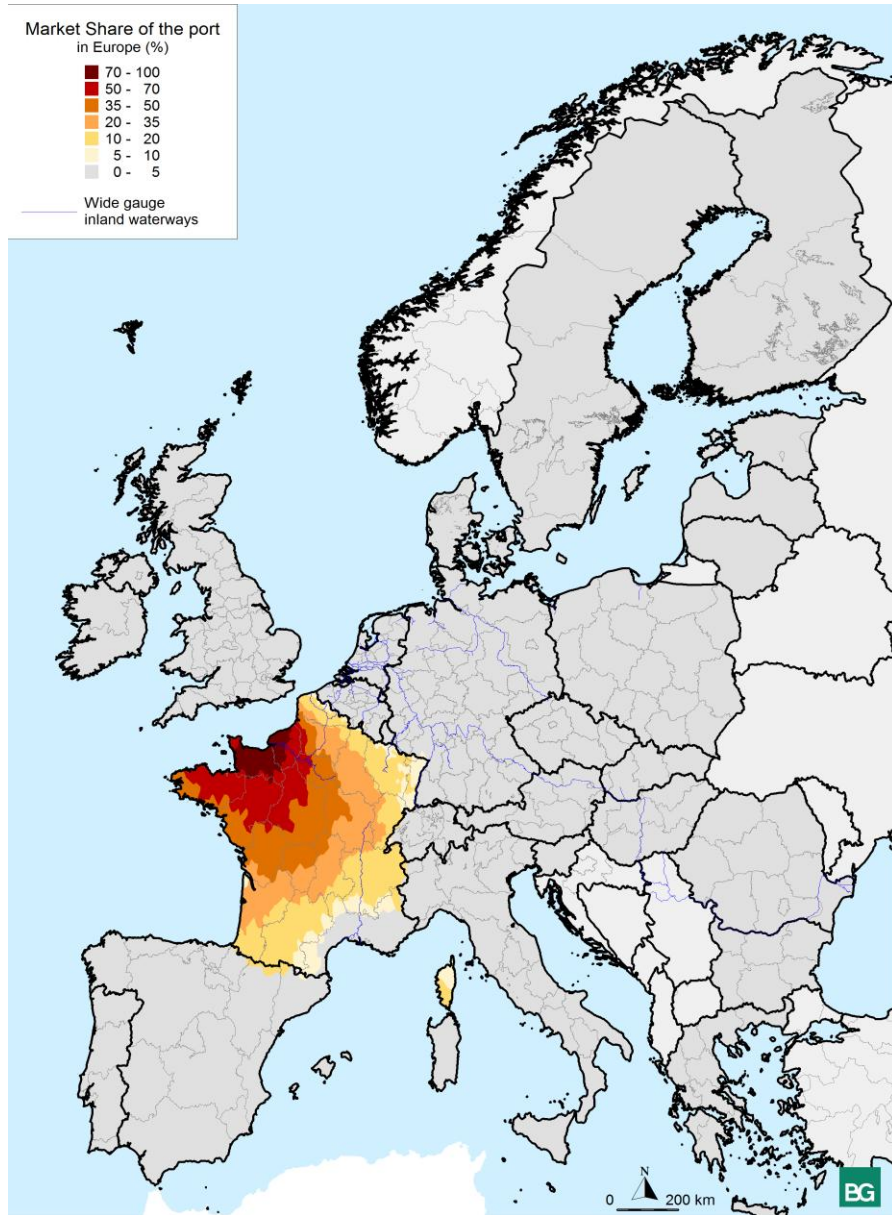 Market Share of the port
in Europe (%)
70 - 100
50 - 70
35 - 50
20 - 35
10 - 20
5 - 10
0 - 5
Wide gauge
inland waterways
N
0 200 km
BG